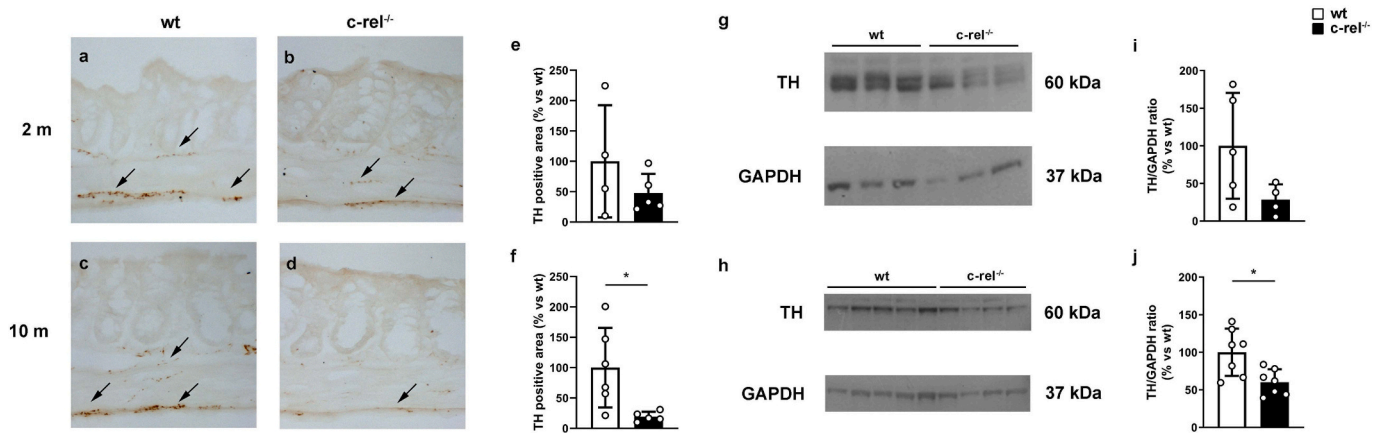 wt
c-rel-/-
2 m
a
b
10 m
c
d
e
TH positive area (% vs wt)
250
200
150
100
50
0
f
TH positive area (% vs wt)
250
200
150
100
50
0
*
g
wt
c-rel-/-
TH
60 kDa
GAPDH
37 kDa
h
wt
c-rel-/-
TH
60 kDa
GAPDH
37 kDa
wt
c-rel-/-
i
TH/GAPDH ratio
(% vs wt)
200
150
100
50
0
j
TH/GAPDH ratio
(% vs wt)
200
150
100
50
0
*